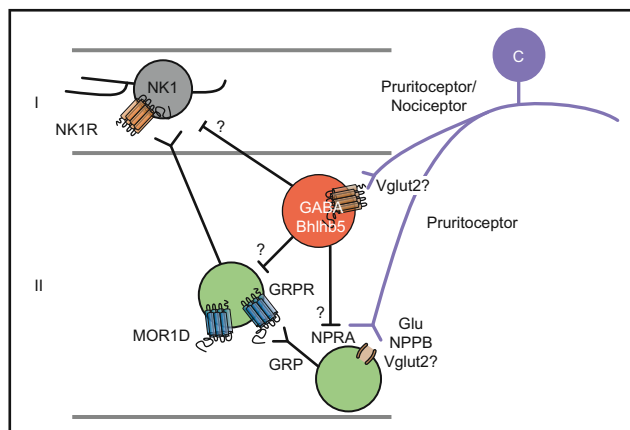 C
Pruritoceptor/
Nociceptor
I
NK1
NK1R
?
Vglut2?
GABA
Bhlhb5
Pruritoceptor
?
II
GRPR
?
MOR1D
NPRA
Glu
NPPB
Vglut2?
GRP